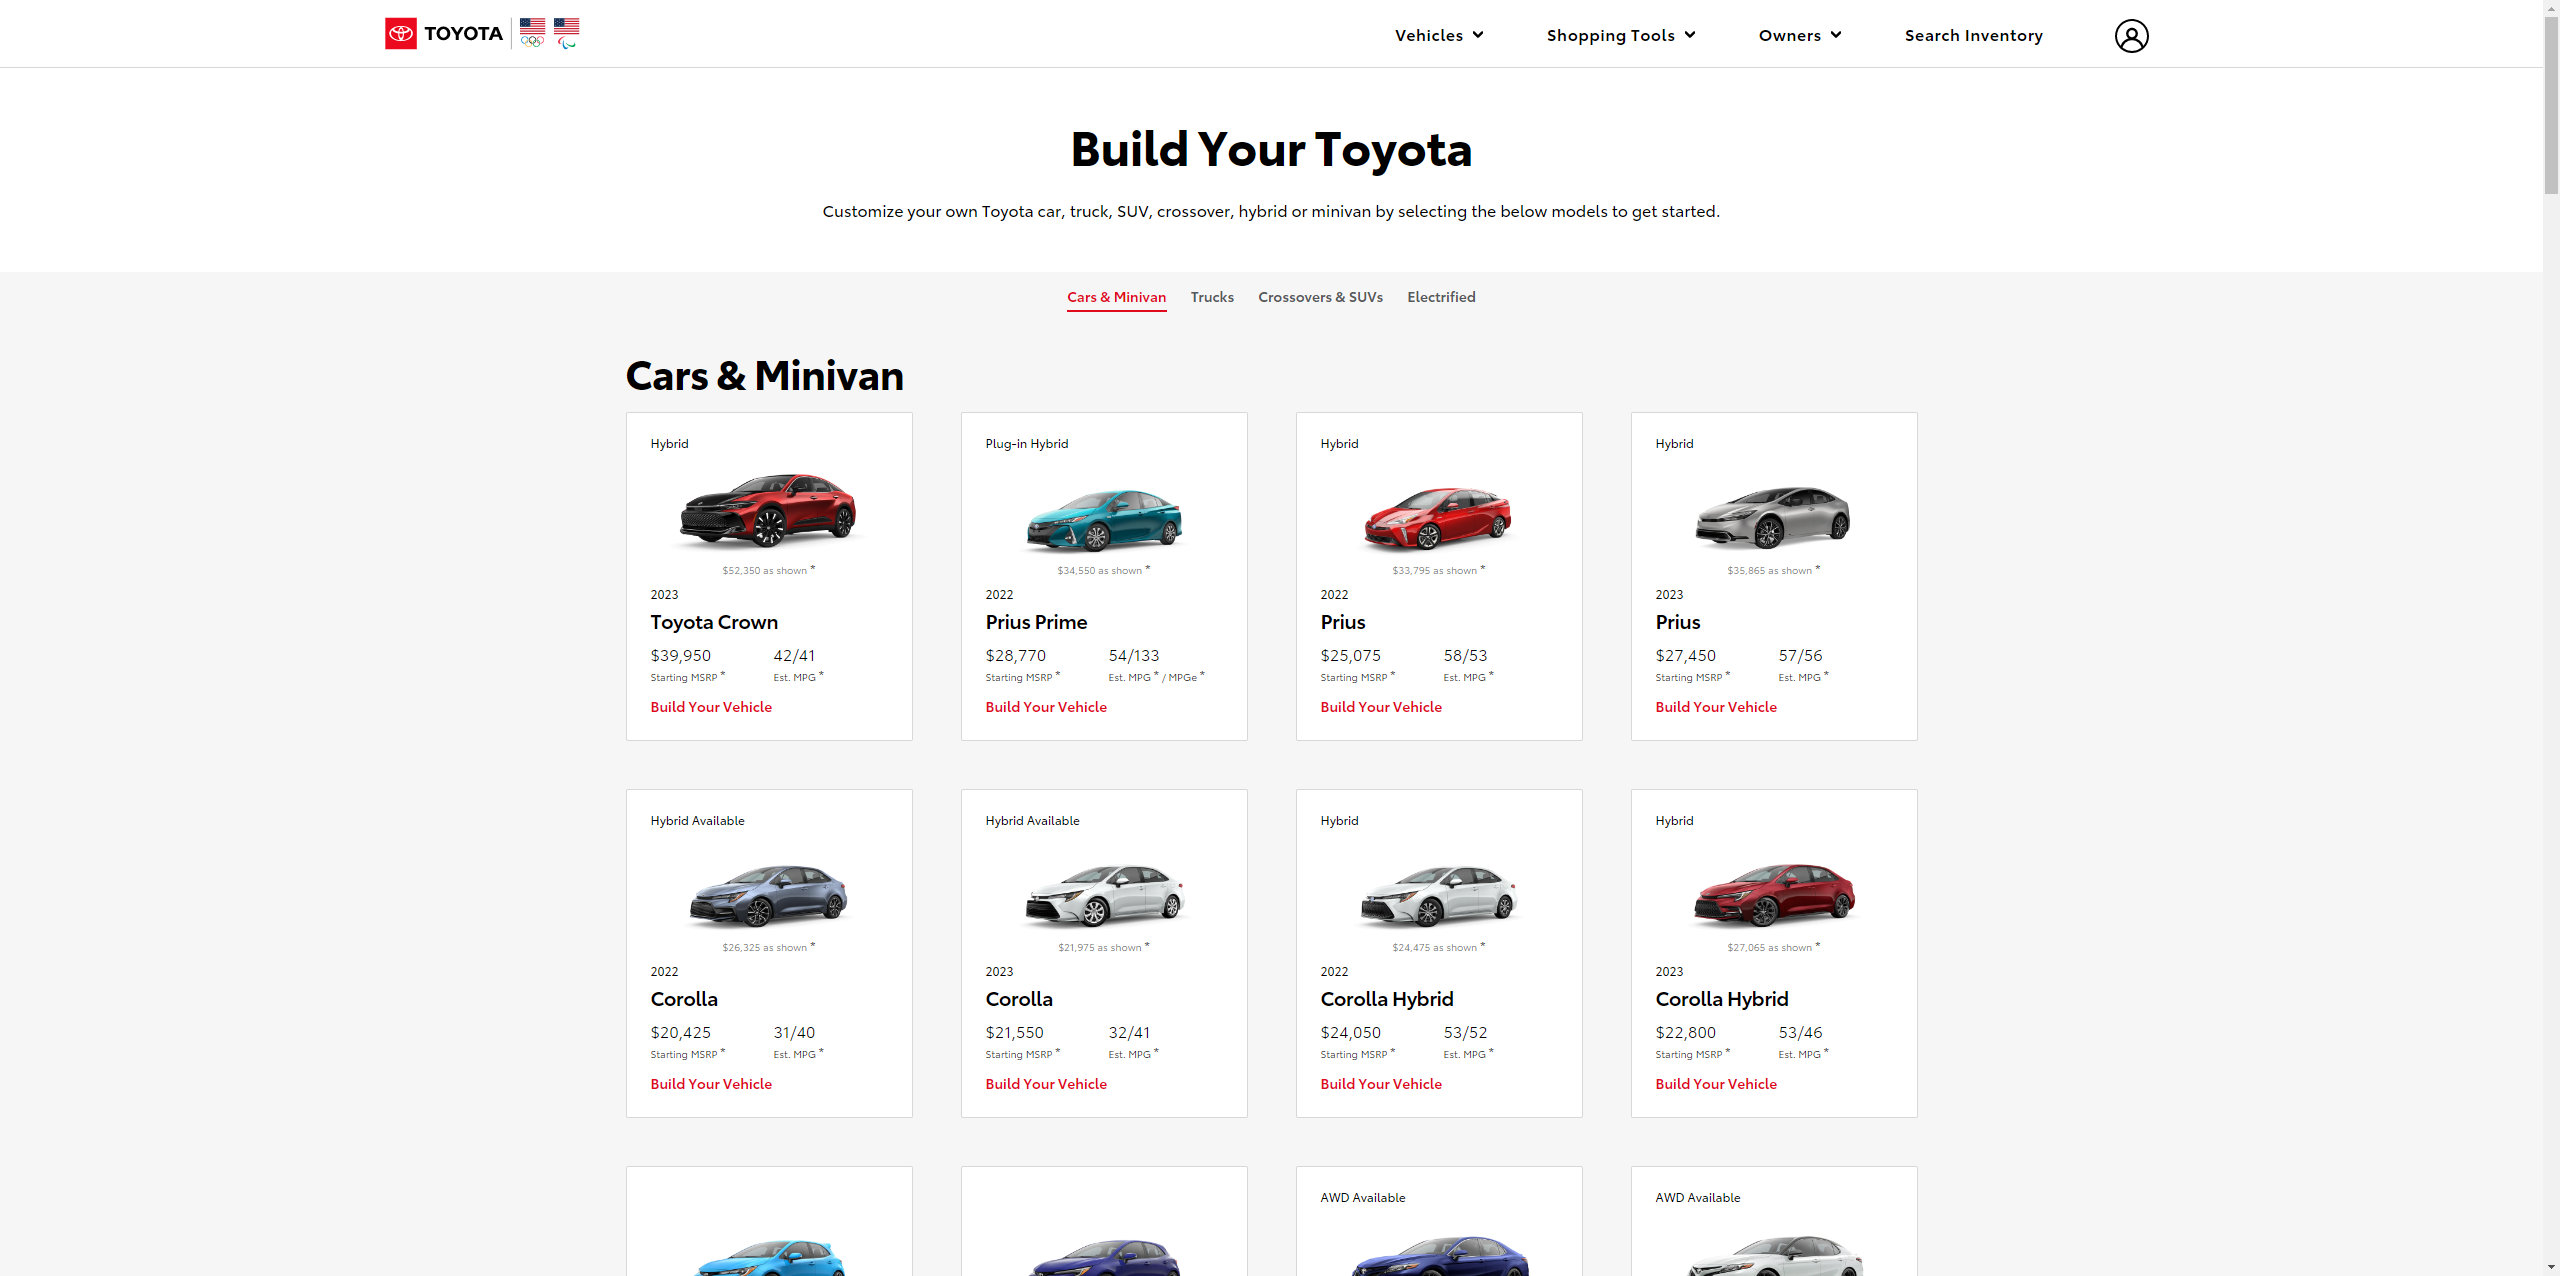 TOYOTA
Vehicles
Shopping Tools
Owners
Search Inventory
Build Your Toyota
Customize your own Toyota car, truck, SUV, crossover, hybrid or minivan by selecting the below models to get started.
Cars & Minivan
Trucks
Crossovers & SUVs
Electrified
Cars & Minivan
Hybrid
$52,350 as shown *
2023
Toyota Crown
$39,950 42/41
Starting MSRP * Est. MPG *
Build Your Vehicle
Plug-in Hybrid
$34,550 as shown *
2022
Prius Prime
$28,770 54/133
Starting MSRP * Est. MPG * / MPGe *
Build Your Vehicle
Hybrid
$33,795 as shown *
2022
Prius
$25,075 58/53
Starting MSRP * Est. MPG *
Build Your Vehicle
Hybrid
$35,865 as shown *
2023
Prius
$27,450 57/56
Starting MSRP * Est. MPG *
Build Your Vehicle
Hybrid Available
$26,325 as shown *
2022
Corolla
$20,425 31/40
Starting MSRP * Est. MPG *
Build Your Vehicle
Hybrid Available
$21,975 as shown *
2023
Corolla
$21,550 32/41
Starting MSRP * Est. MPG *
Build Your Vehicle
Hybrid
$24,475 as shown *
2022
Corolla Hybrid
$24,050 53/52
Starting MSRP * Est. MPG *
Build Your Vehicle
Hybrid
$27,065 as shown *
2023
Corolla Hybrid
$22,800 53/46
Starting MSRP * Est. MPG *
Build Your Vehicle
AWD Available
AWD Available